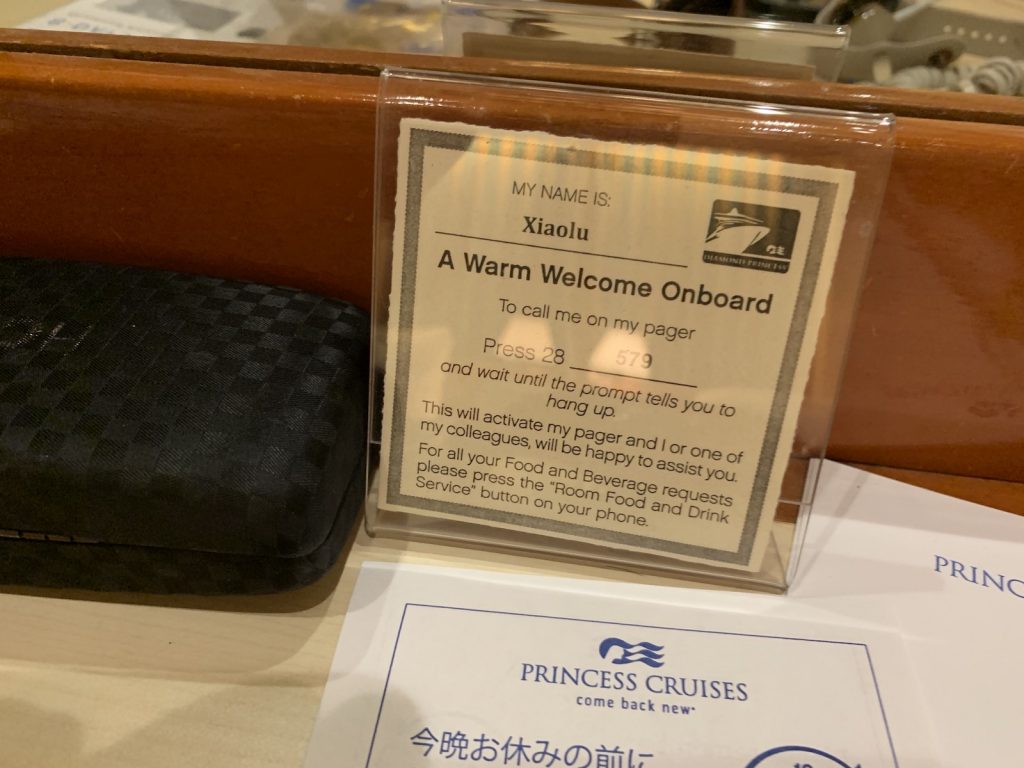 MY NAME IS:
Xiaolu
DIAMOND PRINCESS
A Warm Welcome Onboard
To call me on my pager
Press 28 579
and wait until the prompt tells you to
hang up.
This will activate my pager and I or one of
my colleagues, will be happy to assist you.
For all your Food and Beverage requests
please press the "Room Food and Drink
Service" button on your phone.
PRINC
PRINCESS CRUISES
come back new
今晩お休みの前に